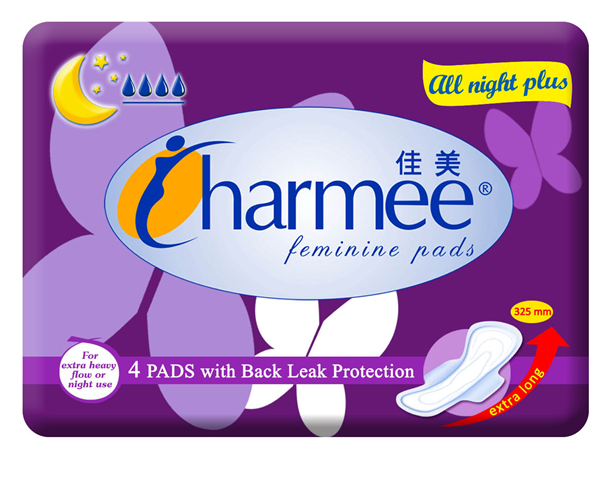 All night plus
佳美
Charmee®
feminine pads
325 mm
For
extra heavy
flow or
night use
4 PADS with Back Leak Protection
extra long